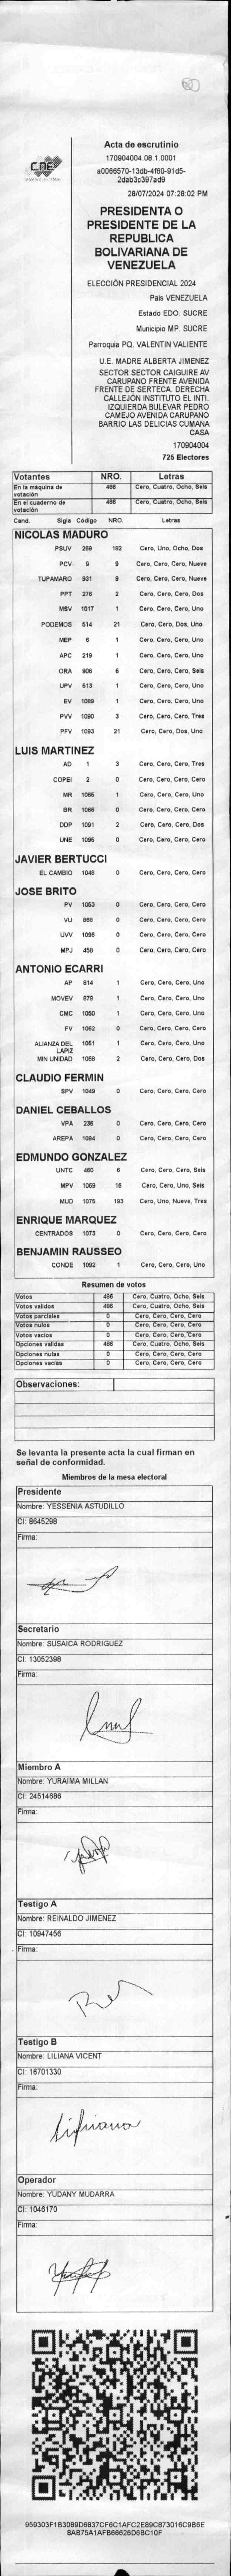 CNE
Acta de escrutinio
170904004.08.1.0001
a0066570-13db-4f60-91d5-
2dab3c397ad9
28/07/2024 07:28:02 PM
PRESIDENTA O
PRESIDENTE DE LA
REPUBLICA
BOLIVARIANA DE
VENEZUELA
ELECCIÓN PRESIDENCIAL 2024
País VENEZUELA
Estado EDO. SUCRE
Municipio MP. SUCRE
Parroquia PQ. VALENTIN VALIENTE
U.E. MADRE ALBERTA JIMENEZ
SECTOR SECTOR CAIGUIRE AV
CARUPANO FRENTE AVENIDA
FRENTE DE SERTECA. DERECHA
CALLEJÓN INSTITUTO EL INTI.
IZQUIERDA BULEVAR PEDRO
CAMEJO AVENIDA CARUPANO
BARRIO LAS DELICIAS CUMANA
CASA
170904004
725 Electores
Votantes NRO. Letras
En la máquina de votación 486 Cero, Cuatro, Ocho, Seis
En el cuaderno de votación 486 Cero, Cuatro, Ocho, Seis
Cand. Sigla Código NRO. Letras
NICOLAS MADURO
PSUV 269 182 Cero, Uno, Ocho, Dos
PCV 9 9 Cero, Cero, Cero, Nueve
TUPAMARO 931 9 Cero, Cero, Cero, Nueve
PPT 276 2 Cero, Cero, Cero, Dos
MSV 1017 1 Cero, Cero, Cero, Uno
PODEMOS 514 21 Cero, Cero, Dos, Uno
MEP 6 1 Cero, Cero, Cero, Uno
APC 219 1 Cero, Cero, Cero, Uno
ORA 906 6 Cero, Cero, Cero, Seis
UPV 513 1 Cero, Cero, Cero, Uno
EV 1089 1 Cero, Cero, Cero, Uno
PVV 1090 3 Cero, Cero, Cero, Tres
PFV 1093 21 Cero, Cero, Dos, Uno
LUIS MARTINEZ
AD 1 3 Cero, Cero, Cero, Tres
COPEI 2 0 Cero, Cero, Cero, Cero
MR 1065 1 Cero, Cero, Cero, Uno
BR 1066 0 Cero, Cero, Cero, Cero
DDP 1091 2 Cero, Cero, Cero, Dos
UNE 1095 0 Cero, Cero, Cero, Cero
JAVIER BERTUCCI
EL CAMBIO 1048 0 Cero, Cero, Cero, Cero
JOSE BRITO
PV 1053 0 Cero, Cero, Cero, Cero
VU 868 0 Cero, Cero, Cero, Cero
UVV 1096 0 Cero, Cero, Cero, Cero
MPJ 458 0 Cero, Cero, Cero, Cero
ANTONIO ECARRI
AP 814 1 Cero, Cero, Cero, Uno
MOVEV 878 1 Cero, Cero, Cero, Uno
CMC 1050 1 Cero, Cero, Cero, Uno
FV 1062 0 Cero, Cero, Cero, Cero
ALIANZA DEL LAPIZ 1051 1 Cero, Cero, Cero, Uno
MIN UNIDAD 1068 2 Cero, Cero, Cero, Dos
CLAUDIO FERMIN
SPV 1049 0 Cero, Cero, Cero, Cero
DANIEL CEBALLOS
VPA 236 0 Cero, Cero, Cero, Cero
AREPA 1094 0 Cero, Cero, Cero, Cero
EDMUNDO GONZALEZ
UNTC 460 6 Cero, Cero, Cero, Seis
MPV 1069 16 Cero, Cero, Uno, Seis
MUD 1075 193 Cero, Uno, Nueve, Tres
ENRIQUE MARQUEZ
CENTRADOS 1073 0 Cero, Cero, Cero, Cero
BENJAMIN RAUSSEO
CONDE 1092 1 Cero, Cero, Cero, Uno
Resumen de votos
Votos 486 Cero, Cuatro, Ocho, Seis
Votos validos 486 Cero, Cuatro, Ocho, Seis
Votos parciales 0 Cero, Cero, Cero, Cero
Votos nulos 0 Cero, Cero, Cero, Cero
Votos vacios 0 Cero, Cero, Cero, Cero
Opciones validas 486 Cero, Cuatro, Ocho, Seis
Opciones nulas 0 Cero, Cero, Cero, Cero
Opciones vacias 0 Cero, Cero, Cero, Cero
Observaciones:
Se levanta la presente acta la cual firman en
señal de conformidad.
Miembros de la mesa electoral
Presidente
Nombre: YESSENIA ASTUDILLO
CI: 8645298
Firma:
Secretario
Nombre: SUSAICA RODRIGUEZ
CI: 13052398
Firma:
Miembro A
Nombre: YURAIMA MILLAN
CI: 24514686
Firma:
Testigo A
Nombre: REINALDO JIMENEZ
CI: 10947456
Firma:
Testigo B
Nombre: LILIANA VICENT
CI: 16701330
Firma:
Operador
Nombre: YUDANY MUDARRA
CI: 1046170
Firma:
959303F1B3089D6837CF6C1AFC2E89C873016C9B6E
BAB75A1AFB66626D6BC10F